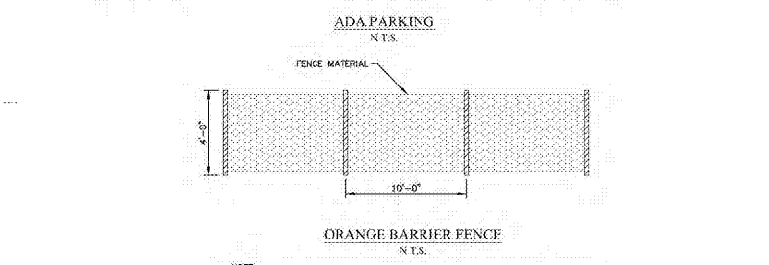 ADA PARKING
N.T.S.
FENCE MATERIAL
4'-0"
10'-0"
ORANGE BARRIER FENCE
N.T.S.